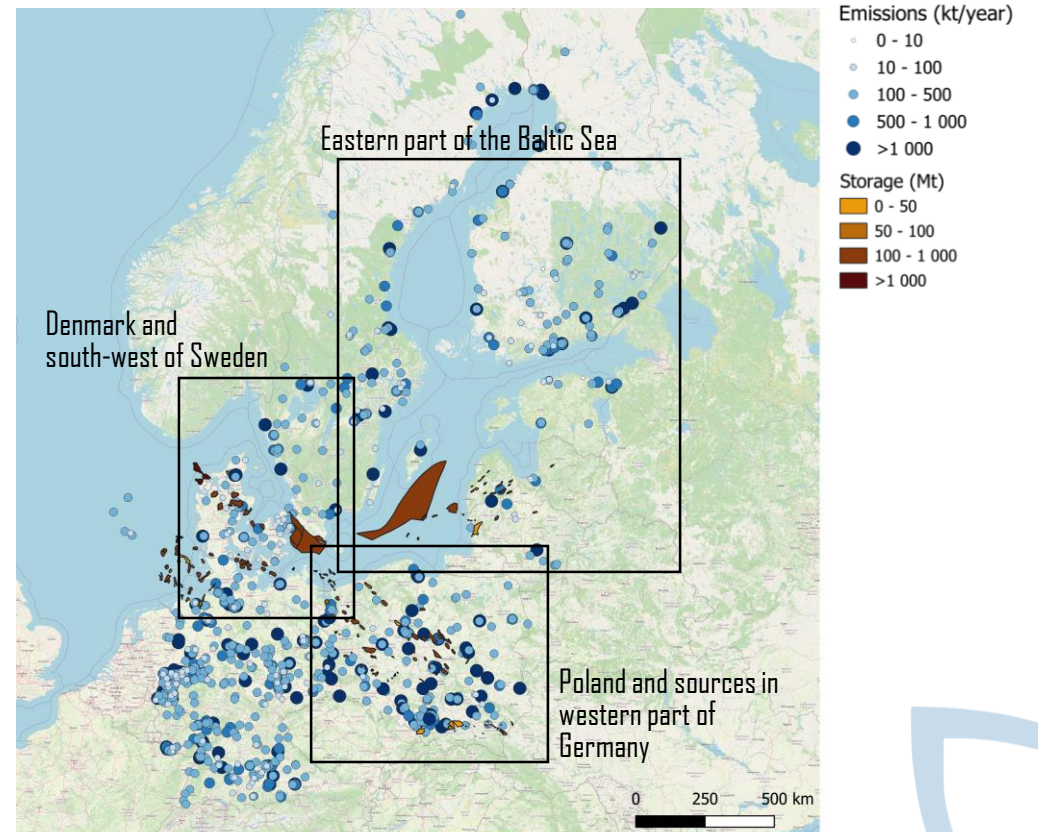 Emissions (kt/year)
0 - 10
10 - 100
100 - 500
500 - 1 000
>1 000
Storage (Mt)
0 - 50
50 - 100
100 - 1 000
>1 000
Eastern part of the Baltic Sea
Denmark and
south-west of Sweden
Poland and sources in
western part of
Germany
0 250 500 km